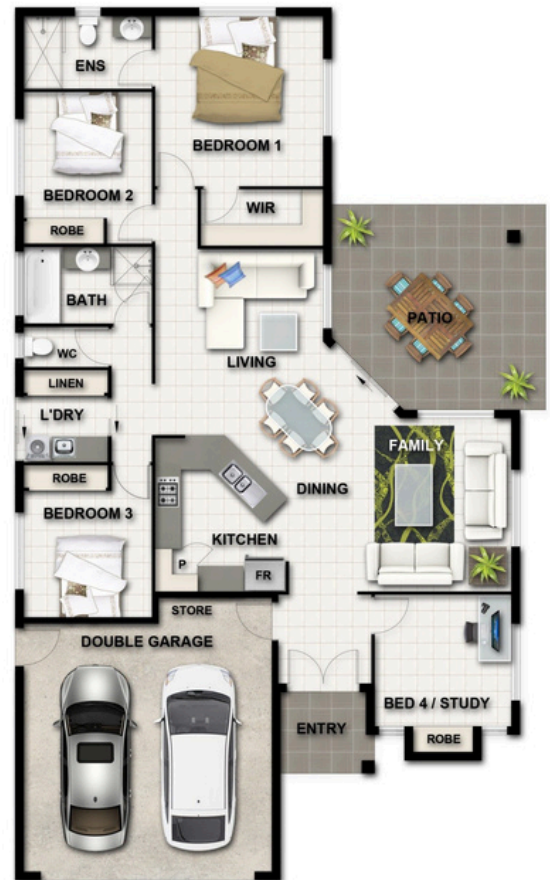 ENS
BEDROOM 1
BEDROOM 2
WIR
ROBE
BATH
PATIO
WC
LIVING
LINEN
L'DRY
FAMILY
ROBE
DINING
BEDROOM 3
KITCHEN
P
FR
STORE
DOUBLE GARAGE
BED 4 / STUDY
ENTRY
ROBE